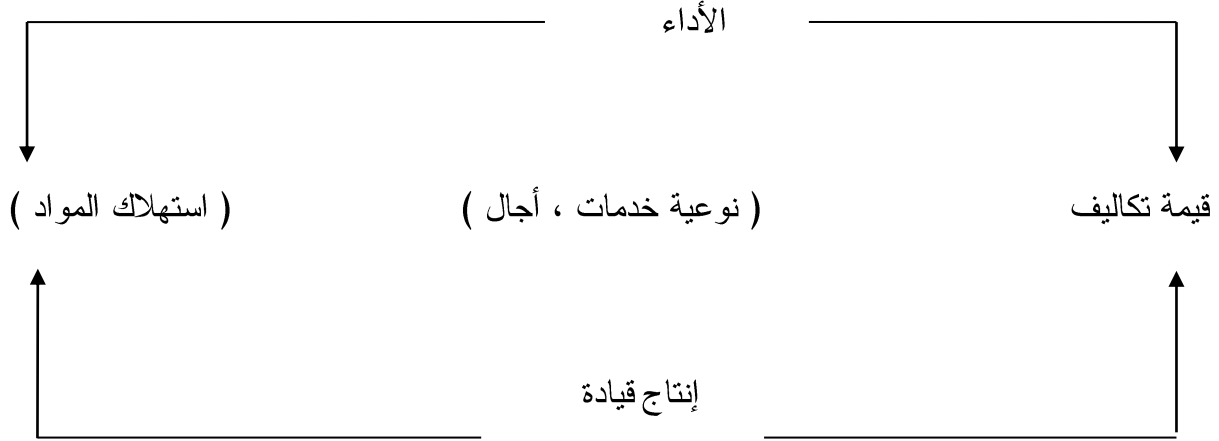 الأداء
قيمة تكاليف ( نوعية خدمات ، أجال ) ( استهلاك المواد )
إنتاج قيادة